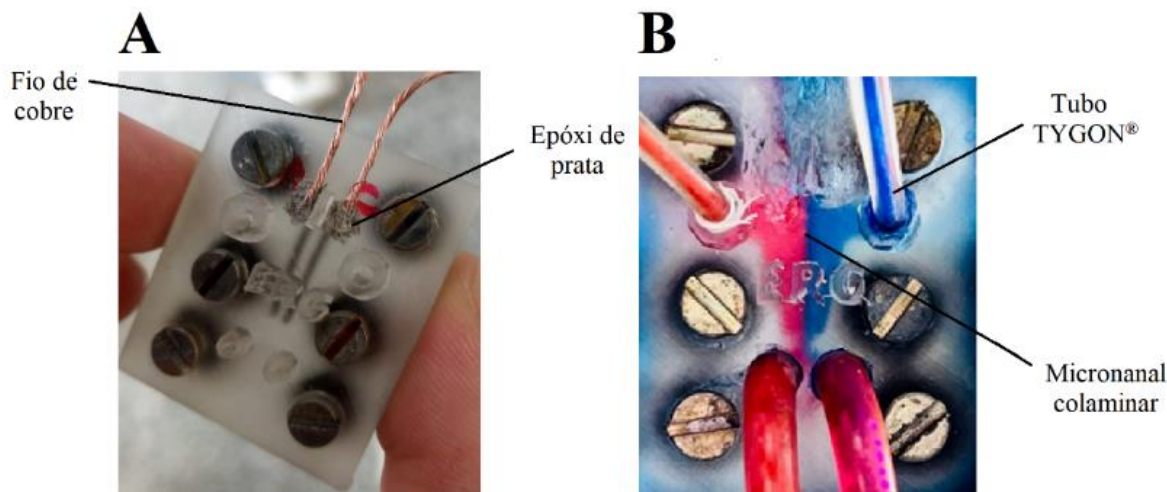 A
B
Fio de
cobre
Epóxi de
prata
Tubo
TYGON®
Micronanal
colaminar